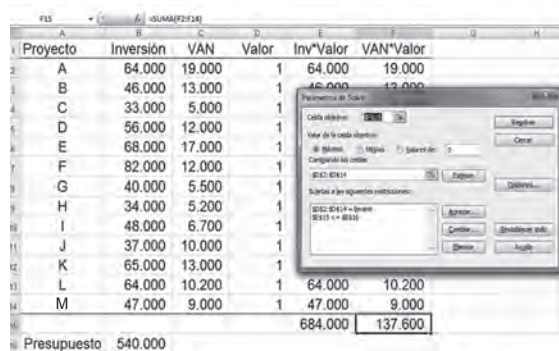 F15 fx =SUMA(F2:F14)
A B C D E F G H
Proyecto Inversión VAN Valor Inv*Valor VAN*Valor
A 64.000 19.000 1 64.000 19.000
B 46.000 13.000 1 46.000 13.000
C 33.000 5.000 1
D 56.000 12.000 1
E 68.000 17.000 1
F 82.000 12.000 1
G 40.000 5.500 1
H 34.000 5.200 1
I 48.000 6.700 1
J 37.000 10.000 1
K 65.000 13.000 1
L 64.000 10.200 1 64.000 10.200
M 47.000 9.000 1 47.000 9.000
684.000 137.600
Presupuesto 540.000
Parámetros de Solver
Celda objetivo:
Valor de la celda objetivo:
Máximo Mínimo Valores de: 0
Cambiando las celdas
$D$2:$D$14
Sujetas a las siguientes restricciones:
$D$2:$D$14 = binario
Resolver
Cerrar
Estimar
Opciones...
Agregar...
Cambiar...
Restablecer todo
Eliminar
Ayuda